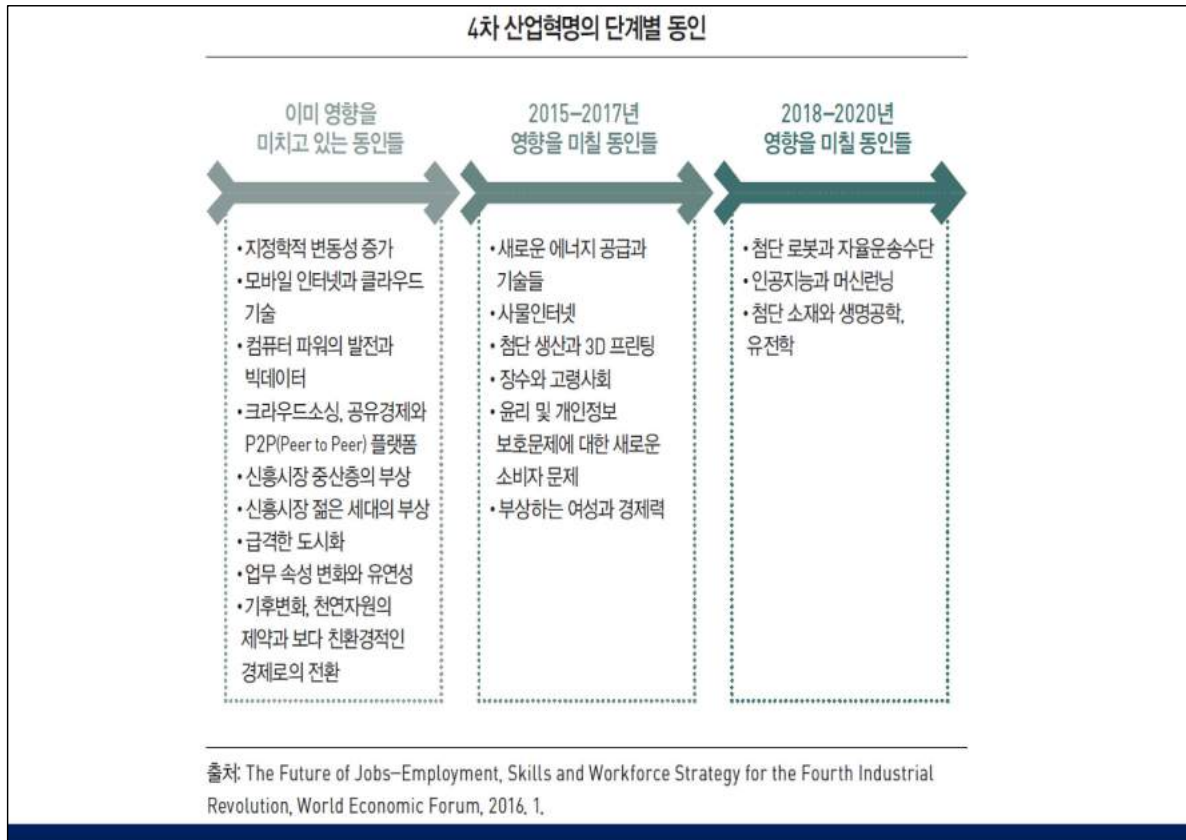 4차 산업혁명의 단계별 동인
이미 영향을
미치고 있는 동인들
• 지정학적 변동성 증가
• 모바일 인터넷과 클라우드
기술
• 컴퓨터 파워의 발전과
빅데이터
• 크라우드소싱, 공유경제와
P2P(Peer to Peer) 플랫폼
• 신흥시장 중산층의 부상
• 신흥시장 젊은 세대의 부상
• 급격한 도시화
• 업무 속성 변화와 유연성
• 기후변화, 천연자원의
제약과 보다 친환경적인
경제로의 전환
2015–2017년
영향을 미칠 동인들
• 새로운 에너지 공급과
기술들
• 사물인터넷
• 첨단 생산과 3D 프린팅
• 장수와 고령사회
• 윤리 및 개인정보
보호문제에 대한 새로운
소비자 문제
• 부상하는 여성과 경제력
2018–2020년
영향을 미칠 동인들
• 첨단 로봇과 자율운송수단
• 인공지능과 머신런닝
• 첨단 소재와 생명공학,
유전학
출처: The Future of Jobs–Employment, Skills and Workforce Strategy for the Fourth Industrial
Revolution, World Economic Forum, 2016, 1.